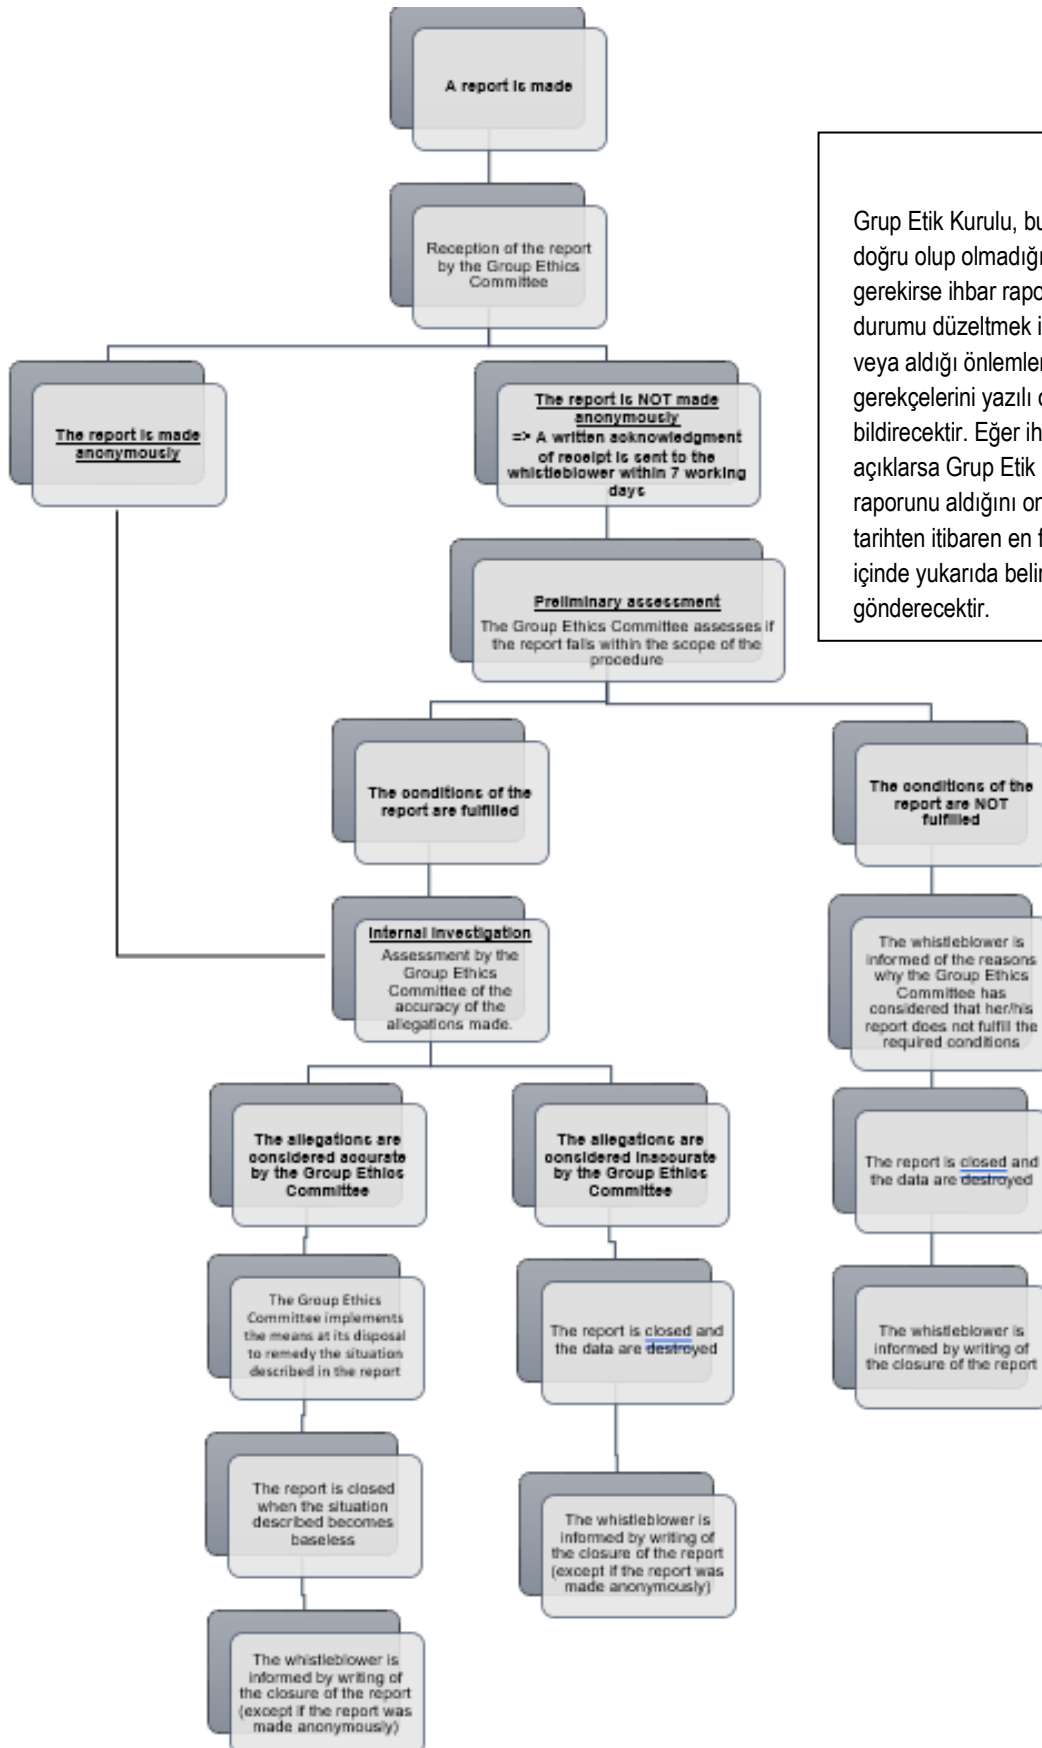 A report is made
Reception of the report
by the Group Ethics
Committee
The report is made
anonymously
The report is NOT made
anonymously
=> A written acknowledgment
of receipt is sent to the
whistleblower within 7 working
days
Preliminary assessment
The Group Ethics Committee assesses if
the report falls within the scope of the
procedure
The conditions of the
report are fulfilled
The conditions of the
report are NOT
fulfilled
Internal investigation
Assessment by the
Group Ethics
Committee of the
accuracy of the
allegations made.
The whistleblower is
informed of the reasons
why the Group Ethics
Committee has
considered that her/his
report does not fulfill the
required conditions
The allegations are
considered accurate
by the Group Ethics
Committee
The allegations are
considered inaccurate
by the Group Ethics
Committee
The report is closed and
the data are destroyed
The Group Ethics
Committee implements
the means at its disposal
to remedy the situation
described in the report
The report is closed and
the data are destroyed
The whistleblower is
informed by writing of
the closure of the report
The report is closed
when the situation
described becomes
baseless
The whistleblower is
informed by writing of
the closure of the report
(except if the report was
made anonymously)
The whistleblower is
informed by writing of
the closure of the report
(except if the report was
made anonymously)
Grup Etik Kurulu,
doğru olup
gerekirse ihbar
durumu düzeltmek
veya aldığı
gerekçelerini yazılı
bildirecektir. Eğer
açıklarsa Grup Etik
raporunu aldığını
tarihten itibaren en
içinde yukarıda
gönderecektir.